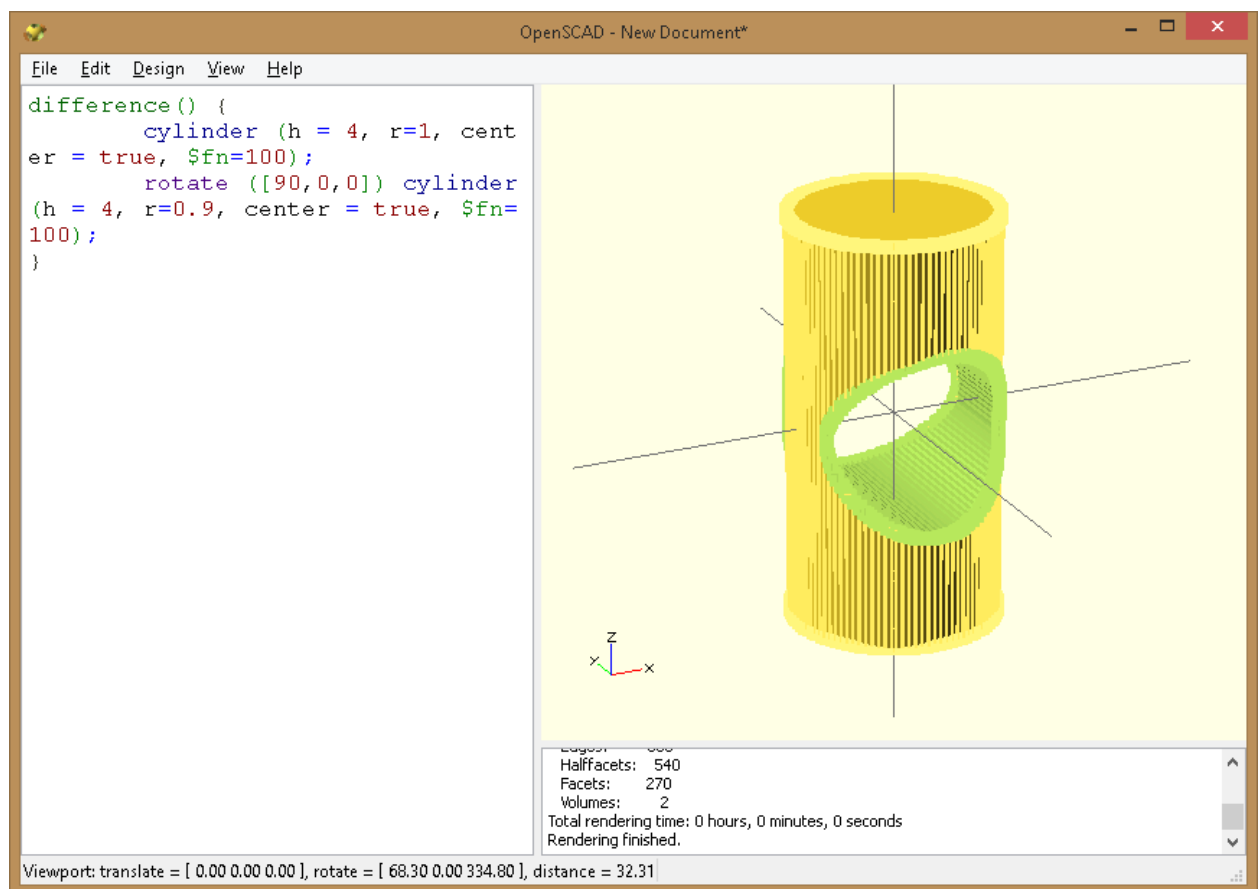 OpenSCAD - New Document*
File Edit Design View Help
difference() {
cylinder (h = 4, r=1, cent
er = true, $fn=100);
rotate ([90,0,0]) cylinder
(h = 4, r=0.9, center = true, $fn=
100);
}
Z
Y
X
Halffacets: 540
Facets: 270
Volumes: 2
Total rendering time: 0 hours, 0 minutes, 0 seconds
Rendering finished.
Viewport: translate = [ 0.00 0.00 0.00 ], rotate = [ 68.30 0.00 334.80 ], distance = 32.31